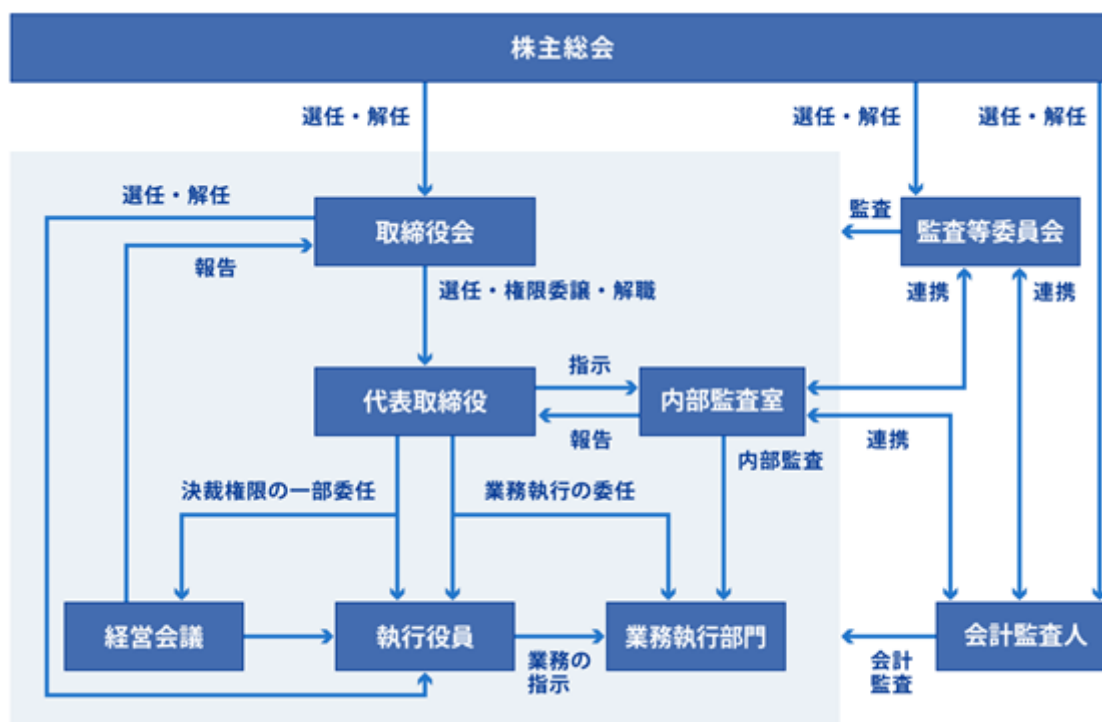 株主総会
選任・解任
選任・解任
選任・解任
選任・解任
取締役会
監査
監査等委員会
報告
選任・権限委譲・解職
連携
連携
指示
代表取締役
内部監査室
報告
連携
内部監査
決裁権限の一部委任
業務執行の委任
経営会議
執行役員
業務執行部門
会計監査人
業務の
指示
会計
監査